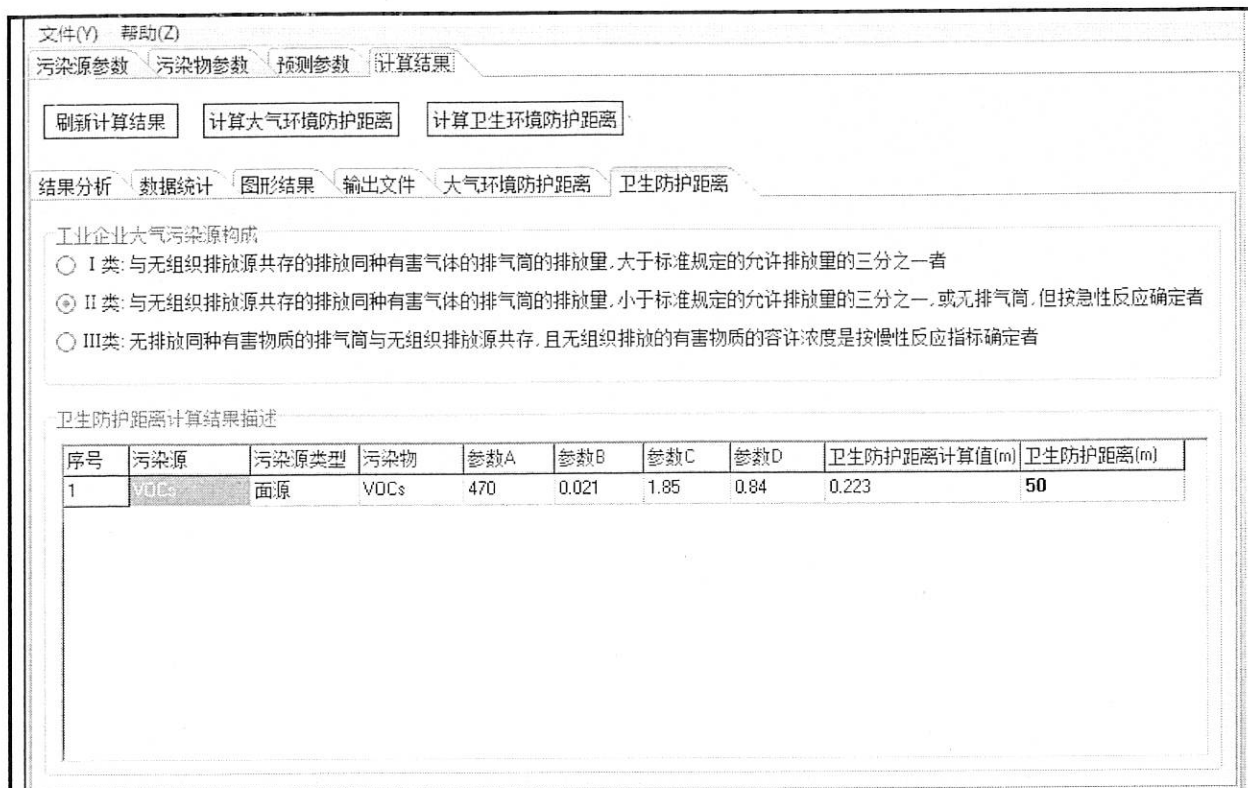 文件(Y) 帮助(Z)
污染源参数 污染物参数 预测参数 计算结果
刷新计算结果 计算大气环境防护距离 计算卫生环境防护距离
结果分析 数据统计 图形结果 输出文件 大气环境防护距离 卫生防护距离
工业企业大气污染源构成
I 类: 与无组织排放源共存的排放同种有害气体的排气筒的排放量,大于标准规定的允许排放量的三分之一者
II 类: 与无组织排放源共存的排放同种有害气体的排气筒的排放量,小于标准规定的允许排放量的三分之一,或无排气筒,但按急性反应确定者
III类: 无排放同种有害物质的排气筒与无组织排放源共存,且无组织排放的有害物质的容许浓度是按慢性反应指标确定者
卫生防护距离计算结果描述
序号 污染源 污染源类型 污染物 参数A 参数B 参数C 参数D 卫生防护距离计算值(m) 卫生防护距离(m)
1 VOCs 面源 VOCs 470 0.021 1.85 0.84 0.223 50